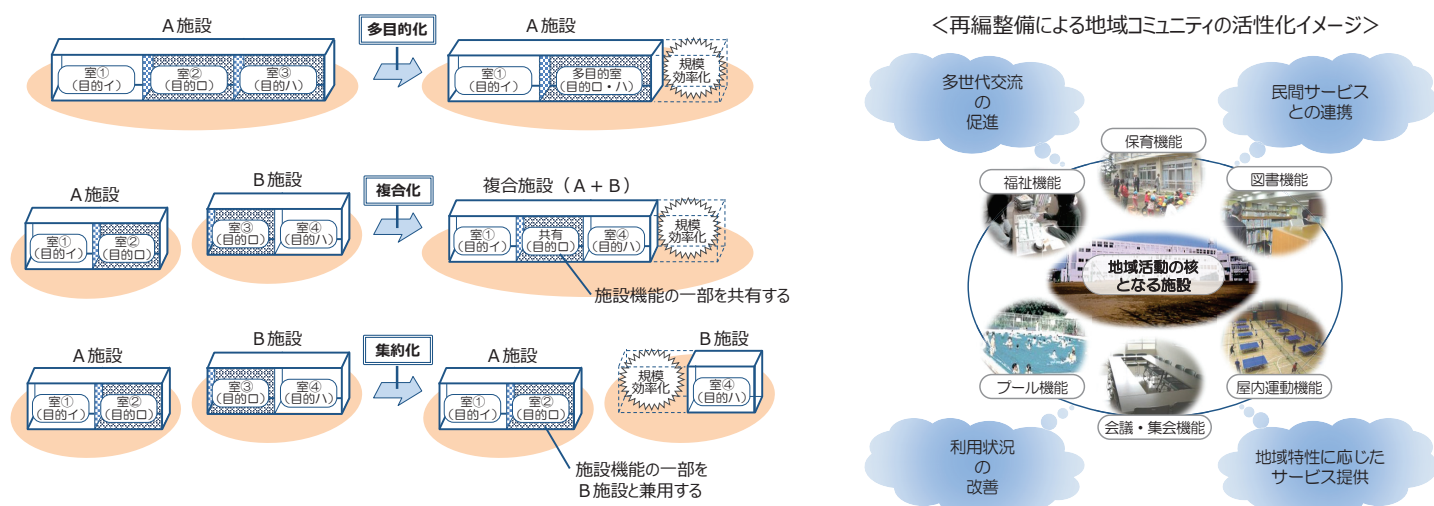 A施設
室①
(目的イ)
室②
(目的ロ)
室③
(目的ハ)
多目的化
A施設
室①
(目的イ)
多目的室
(目的ロ・ハ)
規模
効率化
A施設
室①
(目的イ)
室②
(目的ロ)
B施設
室③
(目的ロ)
室④
(目的ハ)
複合化
複合施設(A+B)
室①
(目的イ)
共有
(目的ロ)
室④
(目的ハ)
規模
効率化
施設機能の一部を共有する
A施設
室①
(目的イ)
室②
(目的ロ)
B施設
室③
(目的ロ)
室④
(目的ハ)
集約化
A施設
室①
(目的イ)
室②
(目的ロ)
B施設
規模
効率化
室④
(目的ハ)
施設機能の一部を
B施設と兼用する
<再編整備による地域コミュニティの活性化イメージ>
多世代交流
の
促進
民間サービス
との連携
保育機能
福祉機能
図書機能
地域活動の核
となる施設
プール機能
屋内運動機能
会議・集会機能
利用状況
の
改善
地域特性に応じた
サービス提供